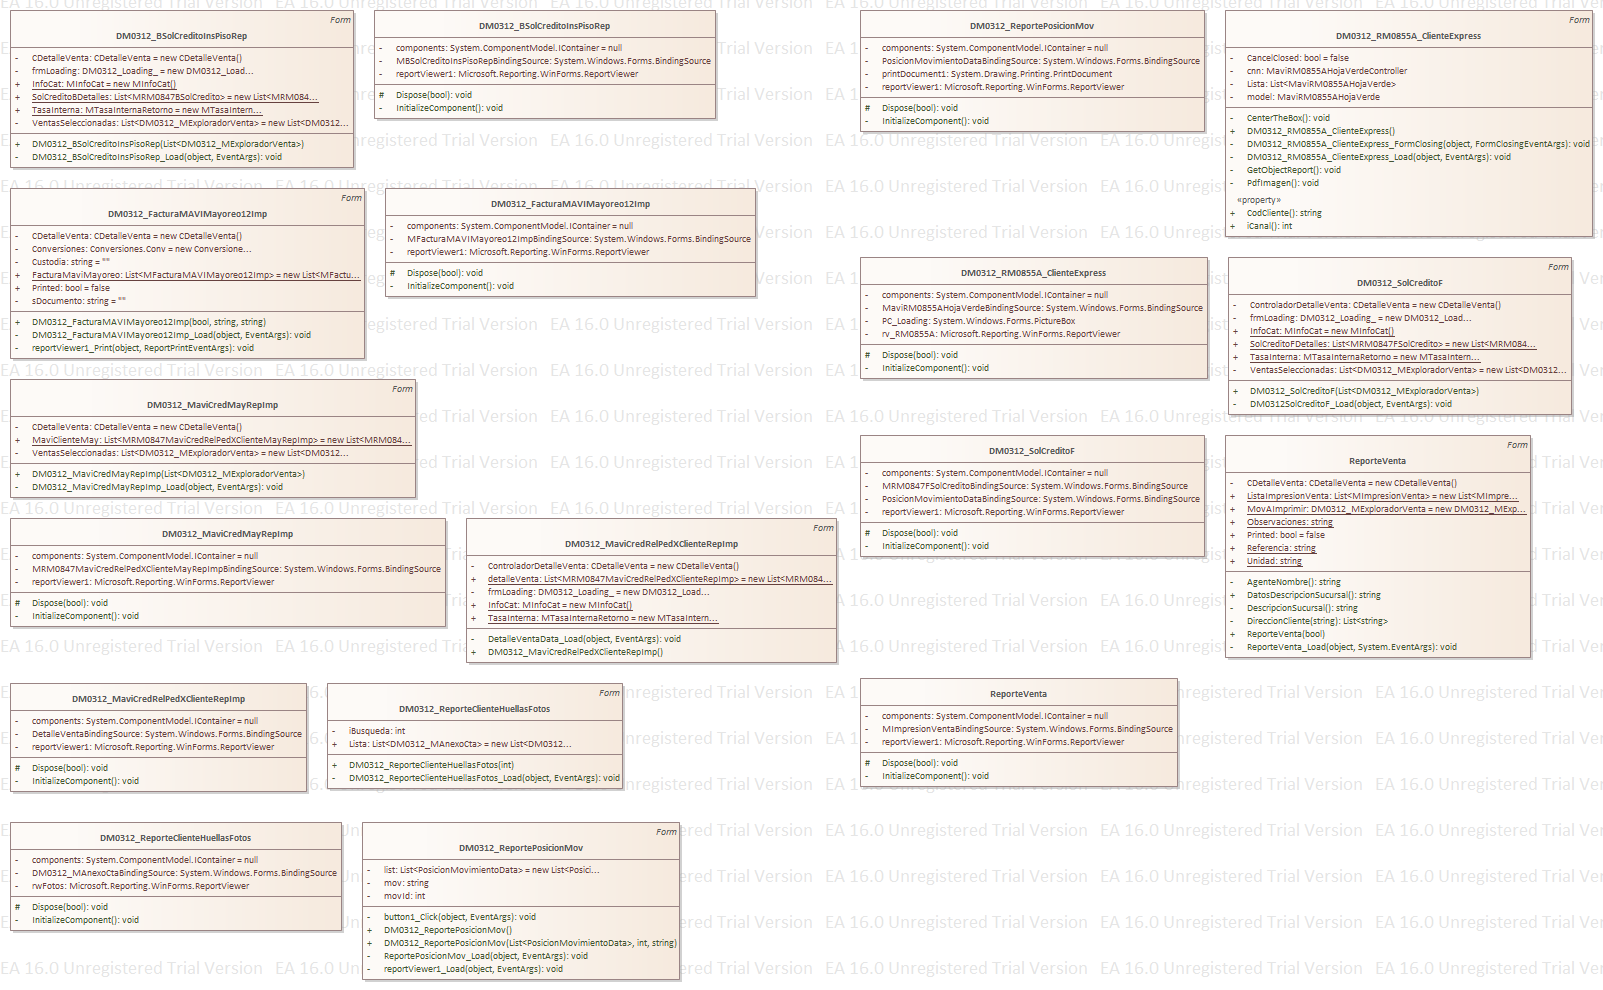 Form
DM0312_BSolCreditoInsPisoRep
- CDetalleVenta: CDetalleVenta = new CDetalleVenta()
- frmLoading: DM0312_Loading_ = new DM0312_Load...
+ InfoCat: MInfoCat = new MInfoCat()
+ SolCreditoBDetalles: List<MRM0847BSolCredito> = new List<MRM084...
+ TasaInterna: MTasaInternaRetorno = new MTasaIntern...
- VentasSeleccionadas: List<DM0312_MExploradorVenta> = new List<DM0312...
+ DM0312_BSolCreditoInsPisoRep(List<DM0312_MExploradorVenta>)
- DM0312_BSolCreditoInsPisoRep_Load(object, EventArgs): void
DM0312_BSolCreditoInsPisoRep
- components: System.ComponentModel.IContainer = null
- MBSolCreditoInsPisoRepBindingSource: System.Windows.Forms.BindingSource
- reportViewer1: Microsoft.Reporting.WinForms.ReportViewer
# Dispose(bool): void
- InitializeComponent(): void
DM0312_ReportePosicionMov
- components: System.ComponentModel.IContainer = null
- PosicionMovimientoDataBindingSource: System.Windows.Forms.BindingSource
- printDocument1: System.Drawing.Printing.PrintDocument
- reportViewer1: Microsoft.Reporting.WinForms.ReportViewer
# Dispose(bool): void
- InitializeComponent(): void
Form
DM0312_RM0855A_ClienteExpress
- CancelClosed: bool = false
- cnn: MaviRM0855AHojaVerdeController
- Lista: List<MaviRM0855AHojaVerde>
- model: MaviRM0855AHojaVerde
- CenterTheBox(): void
+ DM0312_RM0855A_ClienteExpress()
- DM0312_RM0855A_ClienteExpress_FormClosing(object, FormClosingEventArgs): void
- DM0312_RM0855A_ClienteExpress_Load(object, EventArgs): void
- GetObjectReport(): void
- PdfImagen(): void
«property»
+ CodCliente(): string
+ iCanal(): int
Form
DM0312_FacturaMAVIMayoreo12Imp
- CDetalleVenta: CDetalleVenta = new CDetalleVenta()
- Conversiones: Conversiones.Conv = new Conversione...
- Custodia: string = ""
+ FacturaMaviMayoreo: List<MFacturaMAVIMayoreo12Imp> = new List<MFactu...
+ Printed: bool = false
- sDocumento: string = ""
+ DM0312_FacturaMAVIMayoreo12Imp(bool, string, string)
- DM0312_FacturaMAVIMayoreo12Imp_Load(object, EventArgs): void
- reportViewer1_Print(object, ReportPrintEventArgs): void
DM0312_FacturaMAVIMayoreo12Imp
- components: System.ComponentModel.IContainer = null
- MFacturaMAVIMayoreo12ImpBindingSource: System.Windows.Forms.BindingSource
- reportViewer1: Microsoft.Reporting.WinForms.ReportViewer
# Dispose(bool): void
- InitializeComponent(): void
DM0312_RM0855A_ClienteExpress
- components: System.ComponentModel.IContainer = null
- MaviRM0855AHojaVerdeBindingSource: System.Windows.Forms.BindingSource
- PC_Loading: System.Windows.Forms.PictureBox
- rv_RM0855A: Microsoft.Reporting.WinForms.ReportViewer
# Dispose(bool): void
- InitializeComponent(): void
Form
DM0312_SolCreditoF
- ControladorDetalleVenta: CDetalleVenta = new CDetalleVenta()
- frmLoading: DM0312_Loading_ = new DM0312_Load...
+ InfoCat: MInfoCat = new MInfoCat()
+ SolCreditoFDetalles: List<MRM0847FSolCredito> = new List<MRM084...
+ TasaInterna: MTasaInternaRetorno = new MTasaIntern...
- VentasSeleccionadas: List<DM0312_MExploradorVenta> = new List<DM0312...
+ DM0312_SolCreditoF(List<DM0312_MExploradorVenta>)
- DM0312SolCreditoF_Load(object, EventArgs): void
Form
DM0312_MaviCredMayRepImp
- CDetalleVenta: CDetalleVenta = new CDetalleVenta()
+ MaviClienteMay: List<MRM0847MaviCredRelPedXClienteMayRepImp> = new List<MRM084...
- VentasSeleccionadas: List<DM0312_MExploradorVenta> = new List<DM0312...
+ DM0312_MaviCredMayRepImp(List<DM0312_MExploradorVenta>)
- DM0312_MaviCredMayRepImp_Load(object, EventArgs): void
DM0312_SolCreditoF
- components: System.ComponentModel.IContainer = null
- MRM0847FSolCreditoBindingSource: System.Windows.Forms.BindingSource
- PosicionMovimientoDataBindingSource: System.Windows.Forms.BindingSource
- reportViewer1: Microsoft.Reporting.WinForms.ReportViewer
# Dispose(bool): void
- InitializeComponent(): void
Form
ReporteVenta
- CDetalleVenta: CDetalleVenta = new CDetalleVenta()
+ ListaImpresionVenta: List<MImpresionVenta> = new List<MImpre...
+ MovAImprimir: DM0312_MExploradorVenta = new DM0312_MExp...
+ Observaciones: string
- Printed: bool = false
+ Referencia: string
+ Unidad: string
- AgenteNombre(): string
+ DatosDescripcionSucursal(): string
- DescripcionSucursal(): string
- DireccionCliente(string): List<string>
+ ReporteVenta(bool)
- ReporteVenta_Load(object, System.EventArgs): void
DM0312_MaviCredMayRepImp
- components: System.ComponentModel.IContainer = null
- MRM0847MaviCredRelPedXClienteMayRepImpBindingSource: System.Windows.Forms.BindingSource
- reportViewer1: Microsoft.Reporting.WinForms.ReportViewer
# Dispose(bool): void
- InitializeComponent(): void
Form
DM0312_MaviCredRelPedXClienteRepImp
- ControladorDetalleVenta: CDetalleVenta = new CDetalleVenta()
+ detalleVenta: List<MRM0847MaviCredRelPedXClienteRepImp> = new List<MRM084...
- frmLoading: DM0312_Loading_ = new DM0312_Load...
+ InfoCat: MInfoCat = new MInfoCat()
+ TasaInterna: MTasaInternaRetorno = new MTasaIntern...
- DetalleVentaData_Load(object, EventArgs): void
+ DM0312_MaviCredRelPedXClienteRepImp()
DM0312_MaviCredRelPedXClienteRepImp
- components: System.ComponentModel.IContainer = null
- DetalleVentaBindingSource: System.Windows.Forms.BindingSource
- reportViewer1: Microsoft.Reporting.WinForms.ReportViewer
# Dispose(bool): void
- InitializeComponent(): void
Form
DM0312_ReporteClienteHuellasFotos
- iBusqueda: int
+ Lista: List<DM0312_MAnexoCta> = new List<DM0312...
+ DM0312_ReporteClienteHuellasFotos(int)
- DM0312_ReporteClienteHuellasFotos_Load(object, EventArgs): void
ReporteVenta
- components: System.ComponentModel.IContainer = null
- MImpresionVentaBindingSource: System.Windows.Forms.BindingSource
- reportViewer1: Microsoft.Reporting.WinForms.ReportViewer
# Dispose(bool): void
- InitializeComponent(): void
DM0312_ReporteClienteHuellasFotos
- components: System.ComponentModel.IContainer = null
- DM0312_MAnexoCtaBindingSource: System.Windows.Forms.BindingSource
- rwFotos: Microsoft.Reporting.WinForms.ReportViewer
# Dispose(bool): void
- InitializeComponent(): void
Form
DM0312_ReportePosicionMov
- list: List<PosicionMovimientoData> = new List<Posici...
- mov: string
- movId: int
- button1_Click(object, EventArgs): void
+ DM0312_ReportePosicionMov()
+ DM0312_ReportePosicionMov(List<PosicionMovimientoData>, int, string)
- ReportePosicionMov_Load(object, EventArgs): void
- reportViewer1_Load(object, EventArgs): void
EA 16.0 Unregistered Trial Version